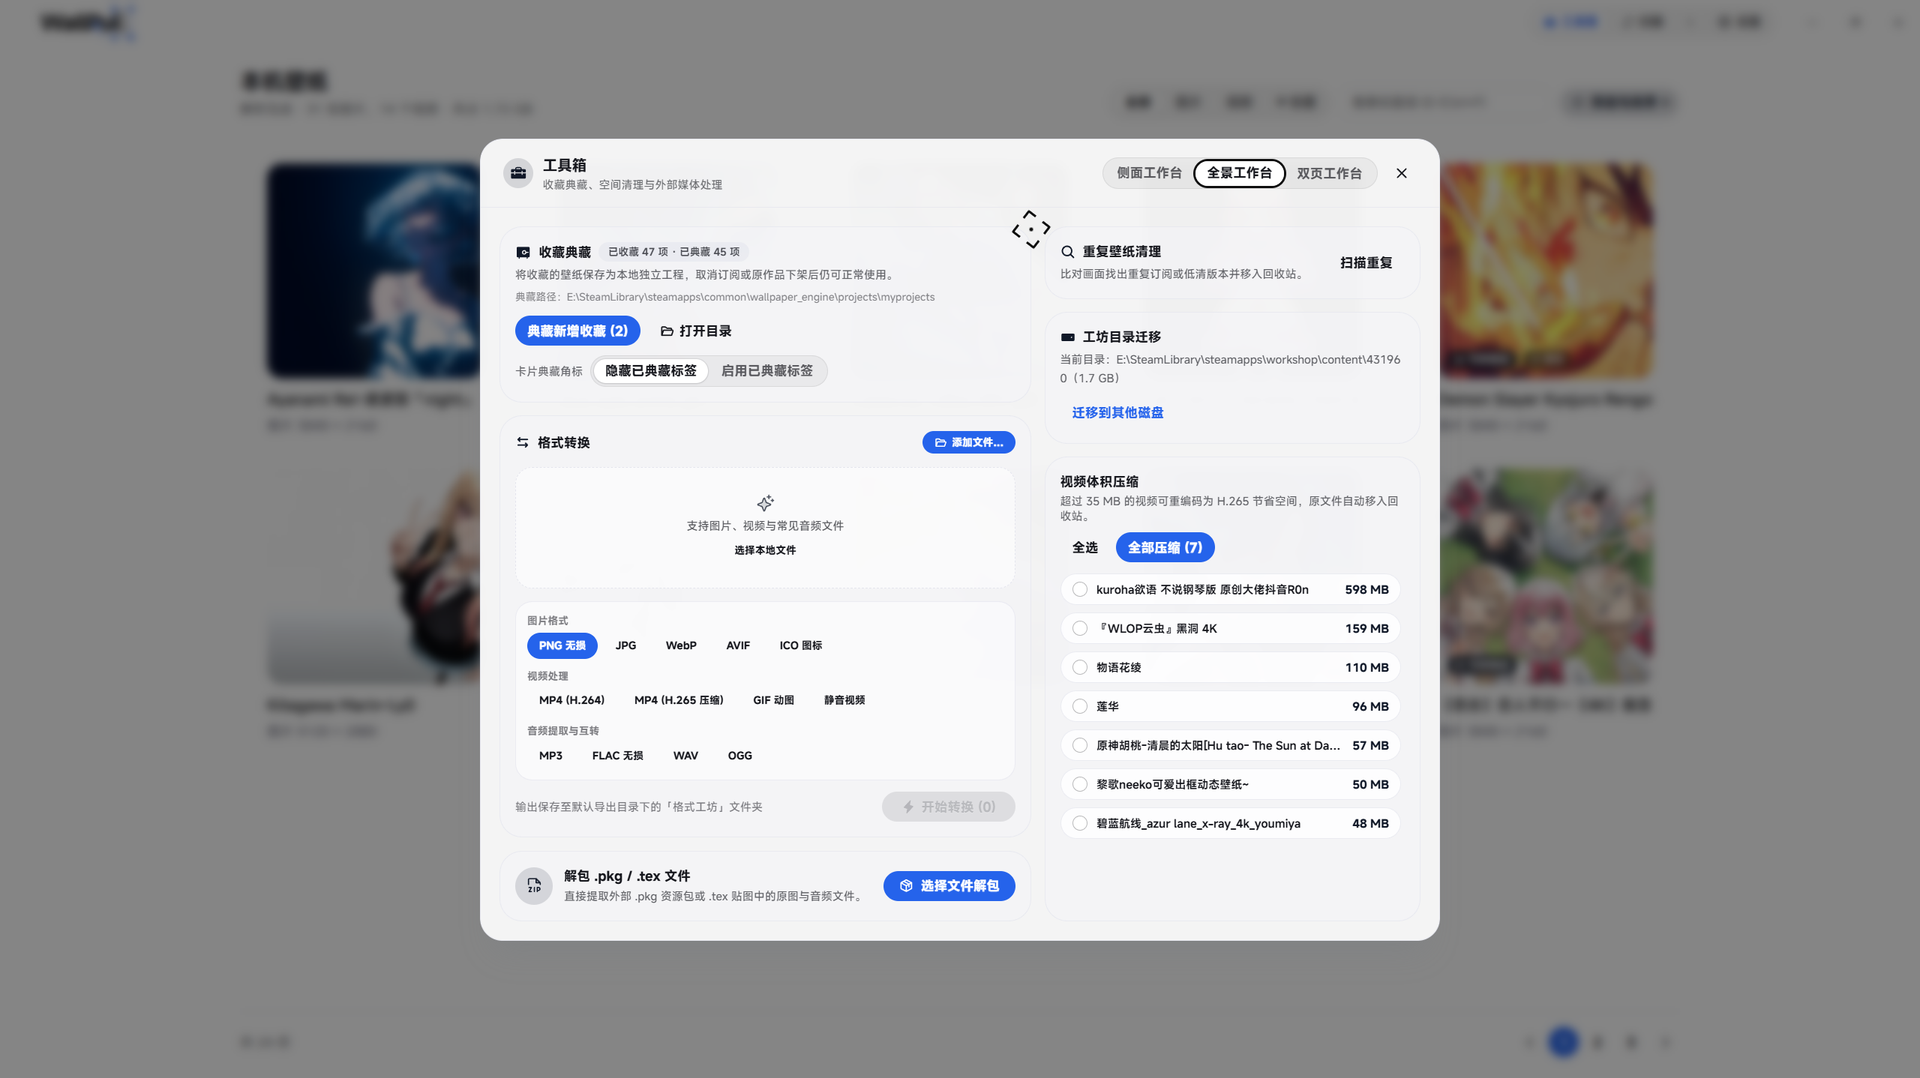 工具箱
收藏典藏、空间清理与外部媒体处理
侧面工作台
全景工作台
双页工作台
收藏典藏
已收藏 47 项 · 已典藏 45 项
将收藏的壁纸保存为本地独立工程，取消订阅或原作品下架后仍可正常使用。
典藏路径：E:\SteamLibrary\steamapps\common\wallpaper_engine\projects\myprojects
典藏新增收藏 (2)
打开目录
卡片典藏角标
隐藏已典藏标签
启用已典藏标签
格式转换
添加文件...
支持图片、视频与常见音频文件
选择本地文件
图片格式
PNG 无损
JPG
WebP
AVIF
ICO 图标
视频处理
MP4 (H.264)
MP4 (H.265 压缩)
GIF 动图
静音视频
音频提取与互转
MP3
FLAC 无损
WAV
OGG
输出保存至默认导出目录下的「格式工坊」文件夹
开始转换 (0)
ZIP
解包 .pkg / .tex 文件
直接提取外部 .pkg 资源包或 .tex 贴图中的原图与音频文件。
选择文件解包
重复壁纸清理
比对画面找出重复订阅或低清版本并移入回收站。
扫描重复
工坊目录迁移
当前目录：E:\SteamLibrary\steamapps\workshop\content\43196
0（1.7 GB）
迁移到其他磁盘
视频体积压缩
超过 35 MB 的视频可重编码为 H.265 节省空间，原文件自动移入回
收站。
全选
全部压缩 (7)
kuroha欲语 不说钢琴版 原创大佬抖音R0n
598 MB
『WLOP云虫』黑洞 4K
159 MB
物语花绫
110 MB
莲华
96 MB
原神胡桃-清晨的太阳[Hu tao- The Sun at Da...
57 MB
黎歌neeko可爱出框动态壁纸~
50 MB
碧蓝航线_azur lane_x-ray_4k_youmiya
48 MB